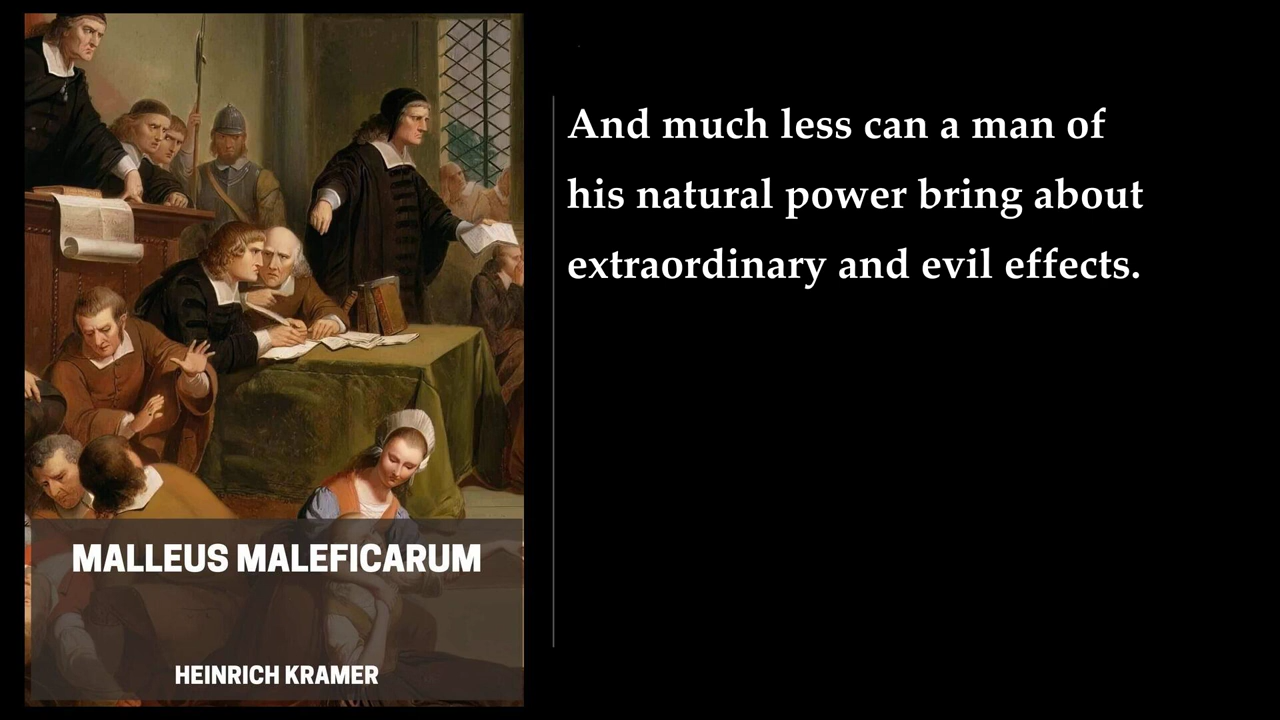 MALLEUS MALEFICARUM
HEINRICH KRAMER
And much less can a man of
his natural power bring about
extraordinary and evil effects.